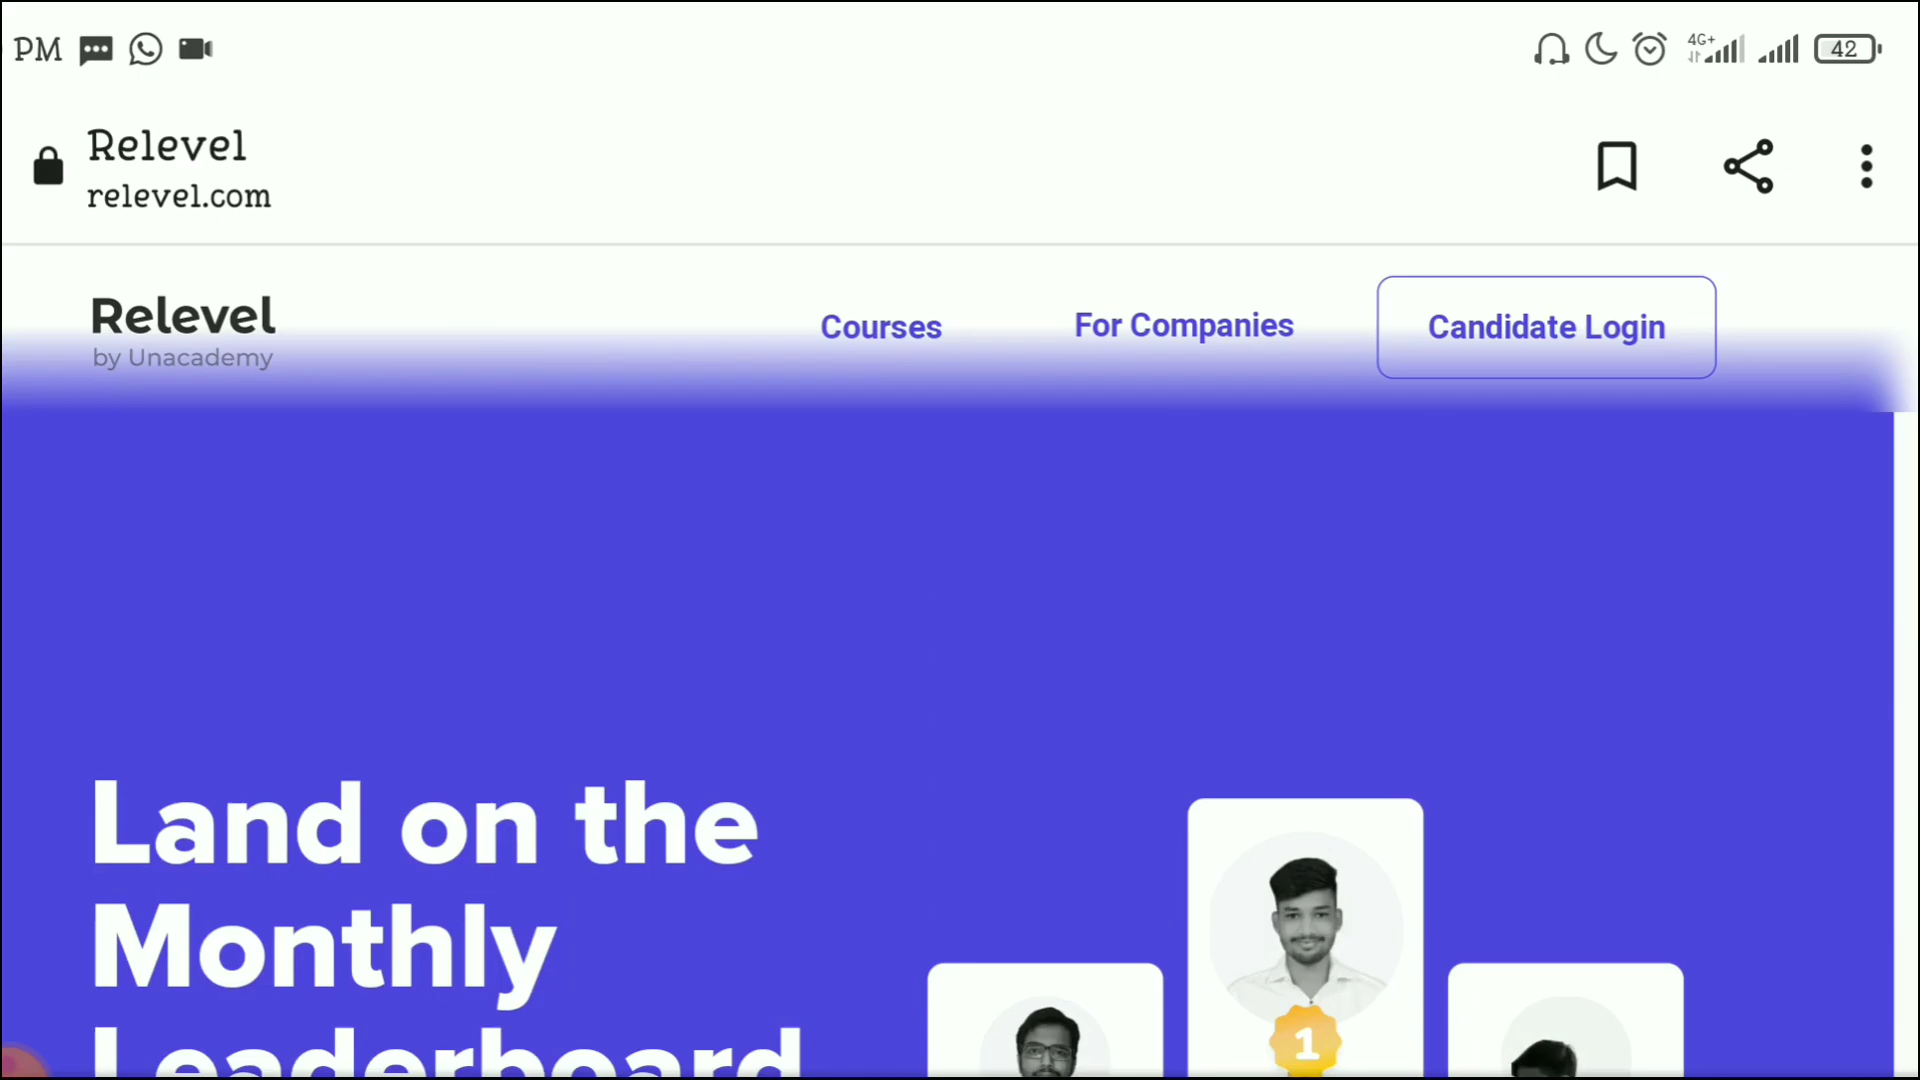 PM
4G+
42
Relevel
relevel.com
Relevel
by Unacademy
Courses
For Companies
Candidate Login
Land on the
Monthly
Leaderboard
1